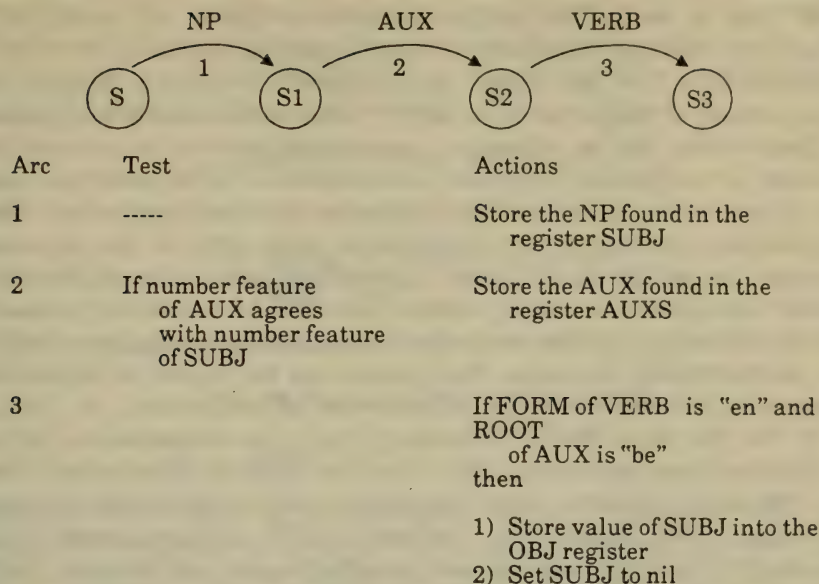 NP AUX VERB
1 2 3
S S1 S2 S3
Arc Test Actions
1 ----- Store the NP found in the
register SUBJ
2 If number feature Store the AUX found in the
of AUX agrees register AUXS
with number feature
of SUBJ
3 If FORM of VERB is "en" and
ROOT
of AUX is "be"
then
1) Store value of SUBJ into the
OBJ register
2) Set SUBJ to nil